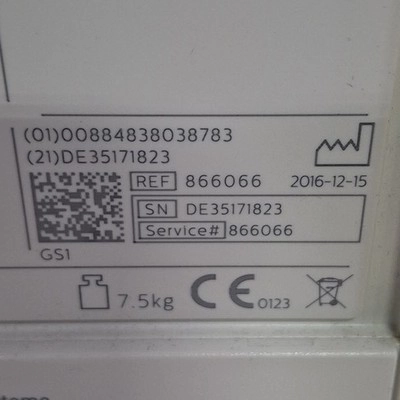 (01)00884838038783
(21)DE35171823
REF 866066 2016-12-15
SN DE35171823
Service# 866066
GS1
7.5kg CE 0123